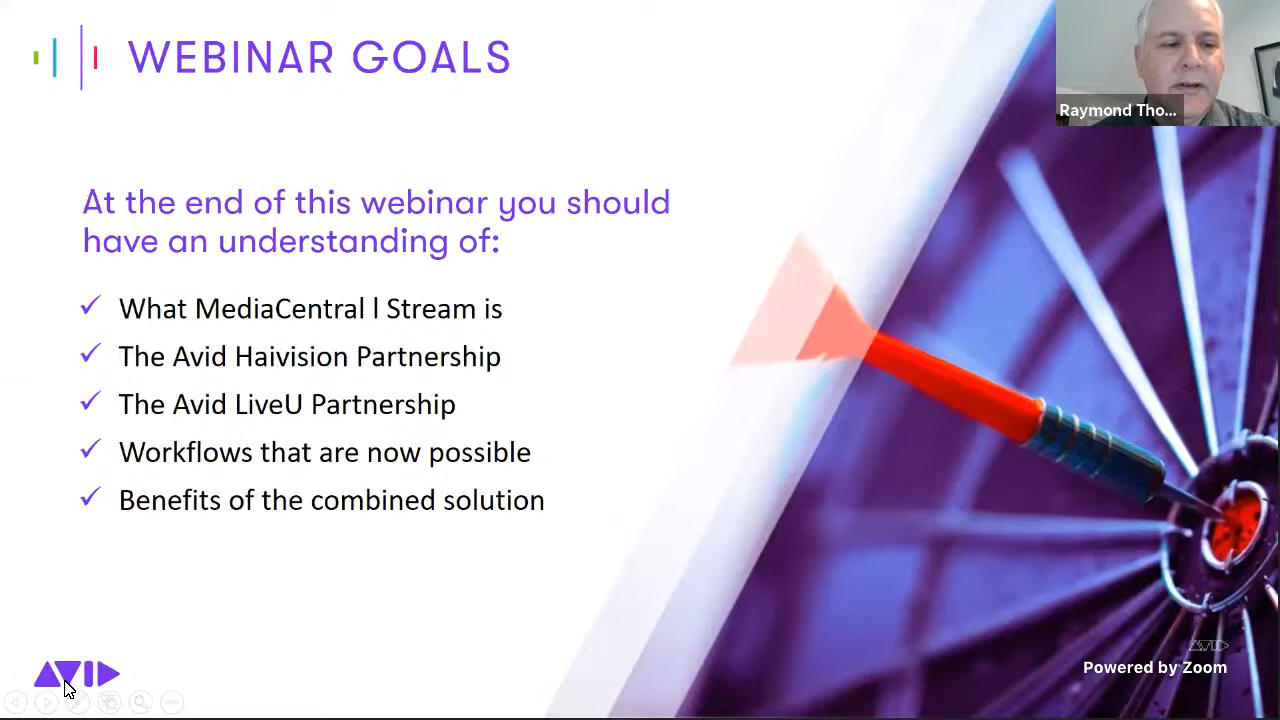 WEBINAR GOALS
Raymond Tho...
At the end of this webinar you should
have an understanding of:
What MediaCentral l Stream is
The Avid Haivision Partnership
The Avid LiveU Partnership
Workflows that are now possible
Benefits of the combined solution
AVID
AVID
Powered by Zoom